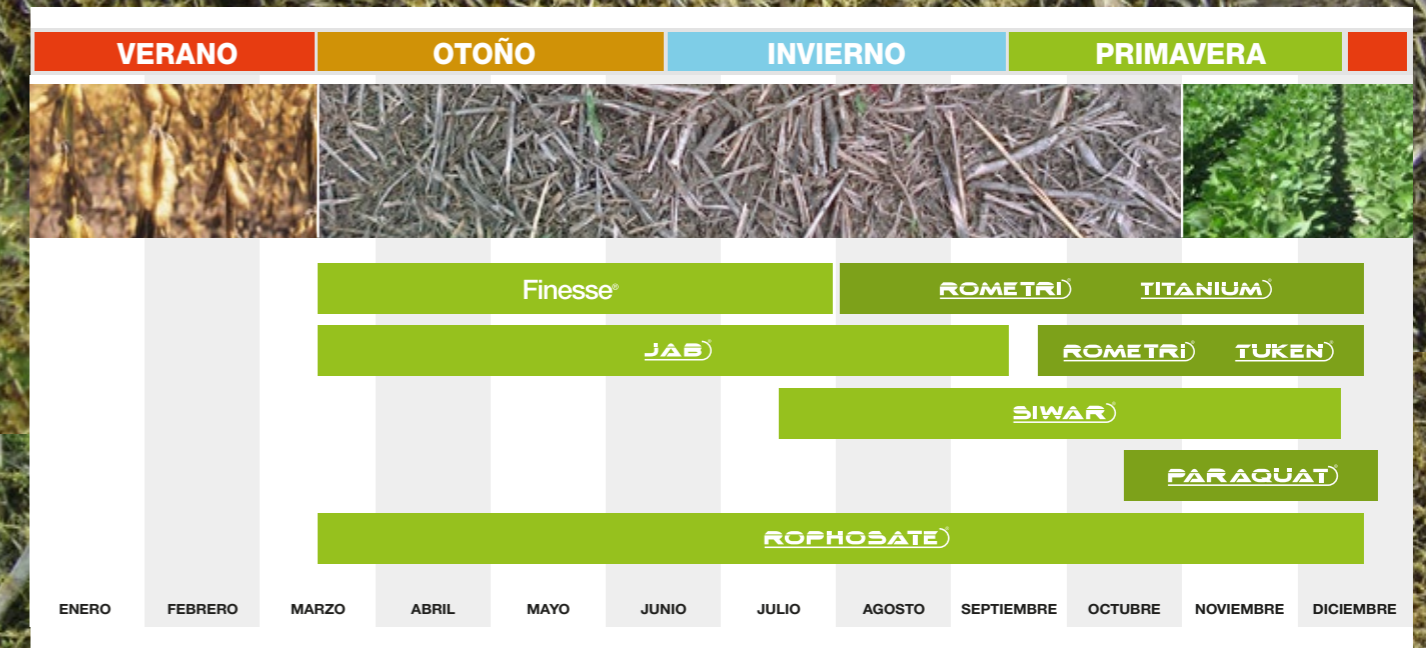 VERANO OTOÑO INVIERNO PRIMAVERA
Finesse® ROMETRI® TITANIUM®
JAB® ROMETRI® TUKEN®
SIWAR®
PARAQUAT®
ROPHOSATE®
ENERO FEBRERO MARZO ABRIL MAYO JUNIO JULIO AGOSTO SEPTIEMBRE OCTUBRE NOVIEMBRE DICIEMBRE